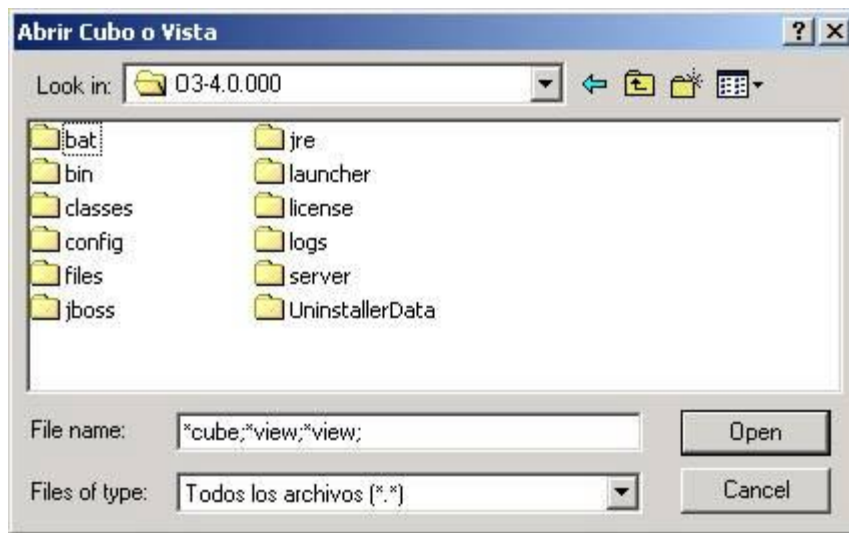 Abrir Cubo o Vista
Look in: O3-4.0.000
bat
bin
classes
config
files
jboss
jre
launcher
license
logs
server
UninstallerData
File name: *cube;*view;*view;
Open
Files of type: Todos los archivos (*.*)
Cancel